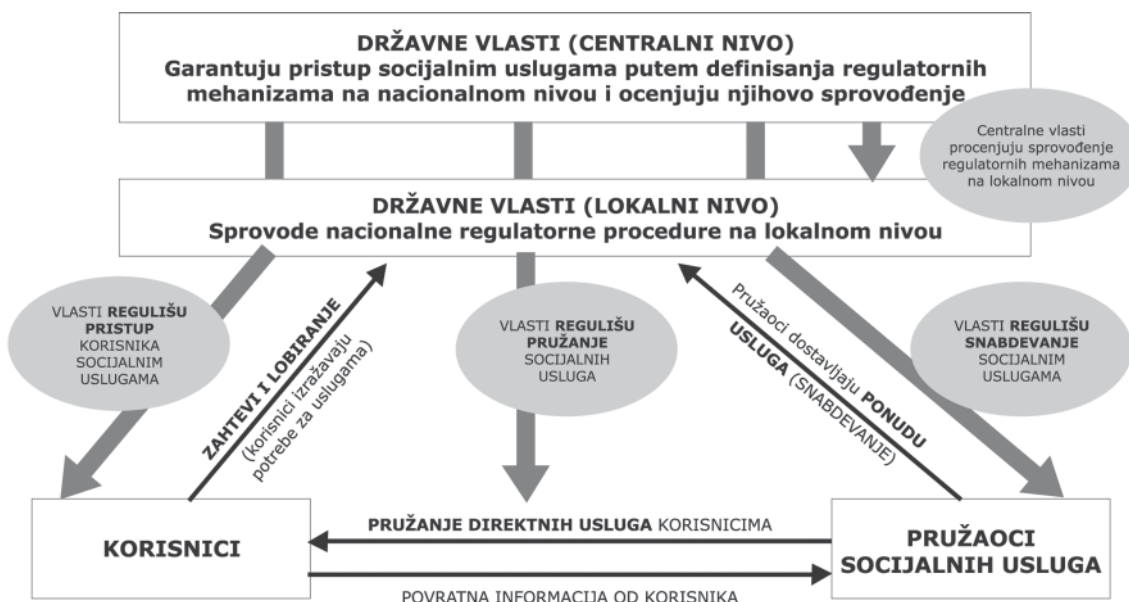 DRŽAVNE VLASTI (CENTRALNI NIVO)
Garantuju pristup socijalnim uslugama putem definisanja regulatornih
mehanizama na nacionalnom nivou i ocenjuju njihovo sprovođenje
Centralne vlasti
procenjuju sprovođenje
regulatornih mehanizama
na lokalnom nivou
DRŽAVNE VLASTI (LOKALNI NIVO)
Sprovode nacionalne regulatorne procedure na lokalnom nivou
VLASTI REGULIŠU
PRISTUP
KORISNIKA
SOCIJALNIM
USLUGAMA
ZAHTEVI I LOBIRANJE
(korisnici izražavaju
potrebe za uslugama)
VLASTI REGULIŠU
PRUŽANJE
SOCIJALNIH
USLUGA
Pružaoci dostavljaju PONUDU
USLUGA (SNABDEVANJE)
VLASTI REGULIŠU
SNABDEVANJE
SOCIJALNIM
USLUGAMA
KORISNICI
PRUŽANJE DIREKTNIH USLUGA KORISNICIMA
POVRATNA INFORMACIJA OD KORISNIKA
PRUŽAOCI
SOCIJALNIH USLUGA